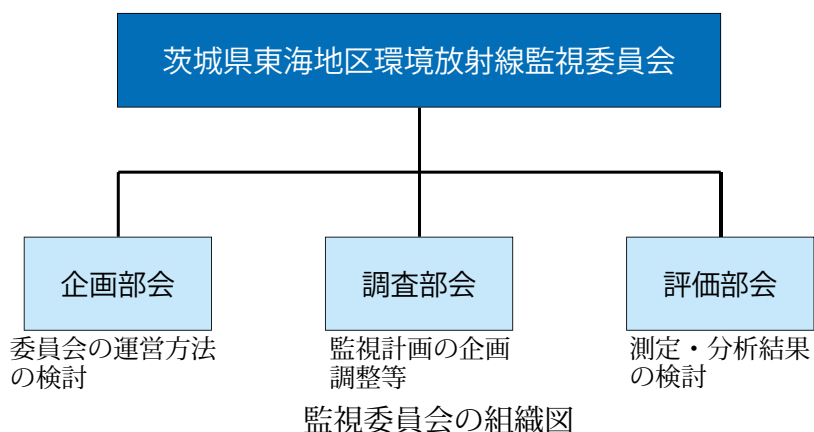 茨城県東海地区環境放射線監視委員会
企画部会
調査部会
評価部会
委員会の運営方法
の検討
監視計画の企画
調整等
測定・分析結果
の検討
監視委員会の組織図